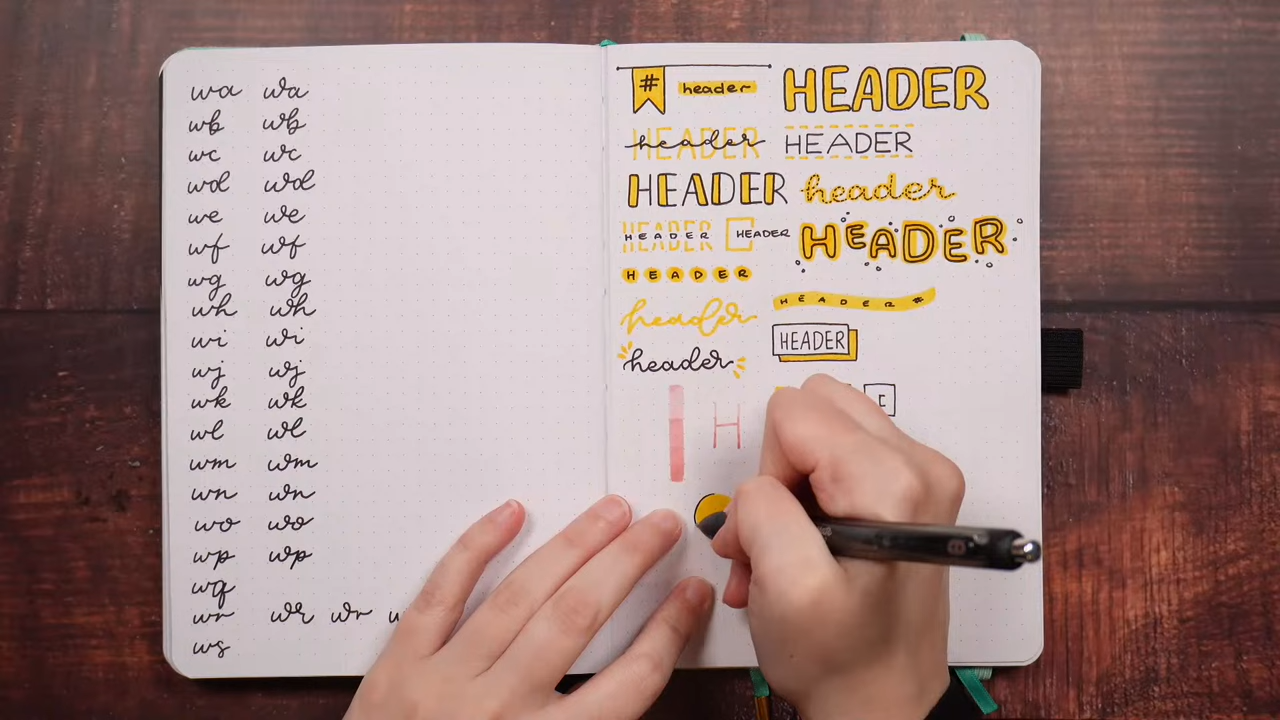 wa wa
wb wb
wc wc
wd wd
we we
wf wf
wg wg
wh wh
wi wi
wj wj
wk wk
wl wl
wm wm
wn wn
wo wo
wp wp
wq
wr wr wr
ws
# header HEADER
HEADER header HEADER
HEADER header
HEADER HEADER HEADER HEADER
HEADER
header HEADER #
header HEADER
H E